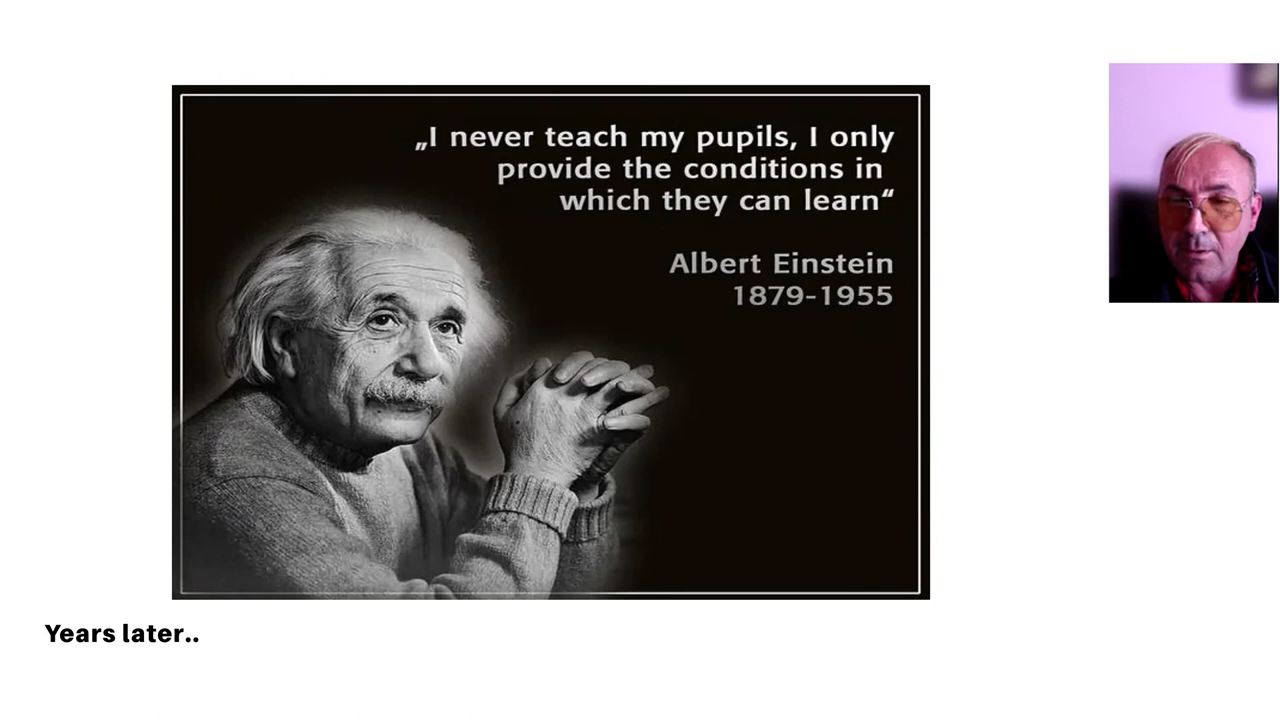 „I never teach my pupils, I only
provide the conditions in
which they can learn“
Albert Einstein
1879-1955
Years later..